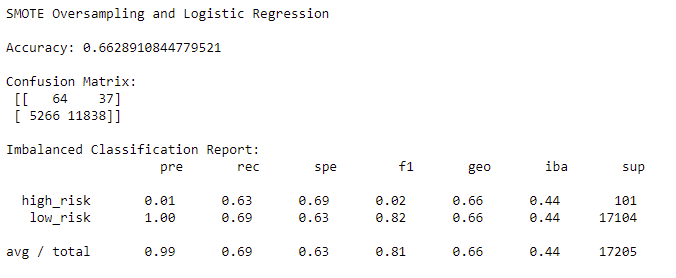 SMOTE Oversampling and Logistic Regression
Accuracy: 0.6628910844779521
Confusion Matrix:
[[   64    37]
[ 5266 11838]]
Imbalanced Classification Report:
pre rec spe f1 geo iba sup
high_risk 0.01 0.63 0.69 0.02 0.66 0.44 101
low_risk 1.00 0.69 0.63 0.82 0.66 0.44 17104
avg / total 0.99 0.69 0.63 0.81 0.66 0.44 17205